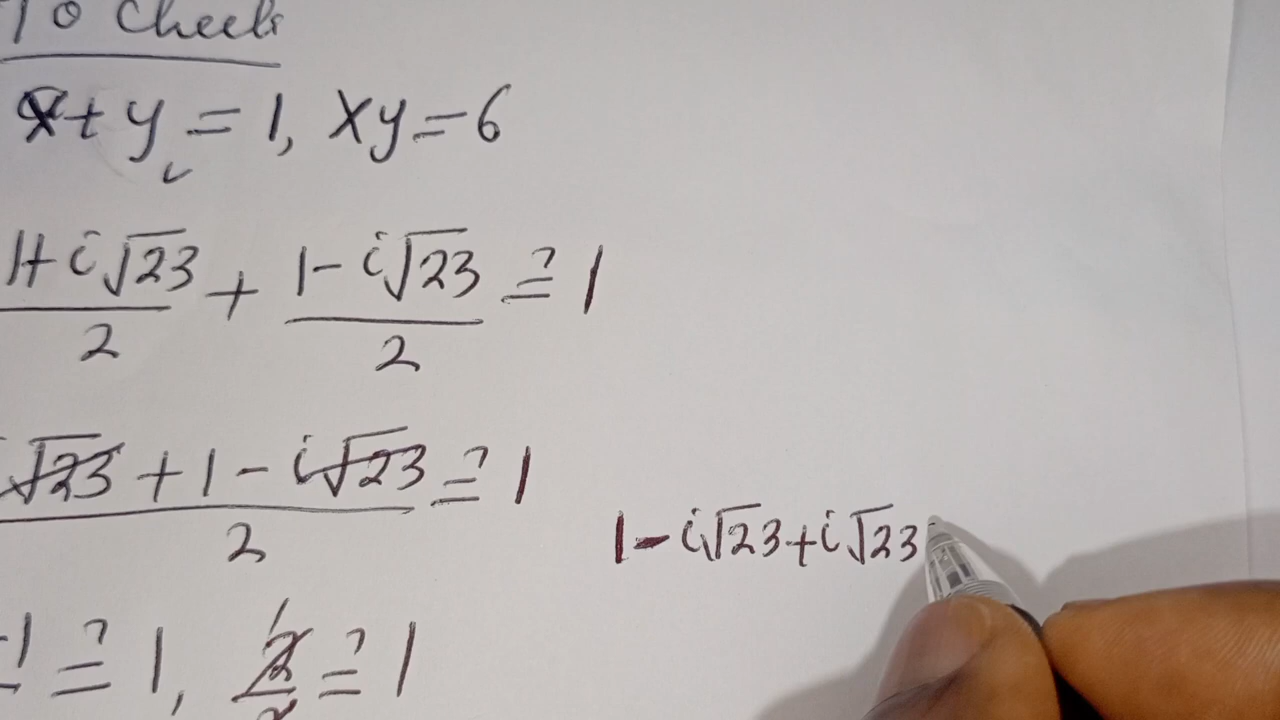 To Check
x + y = 1, xy = 6
1 + i√23 / 2 + 1 - i√23 / 2 ≟ 1
√23 + 1 - i√23 / 2 ≟ 1
1 - i√23 + i√23
1 ≟ 1, 2/2 ≟ 1